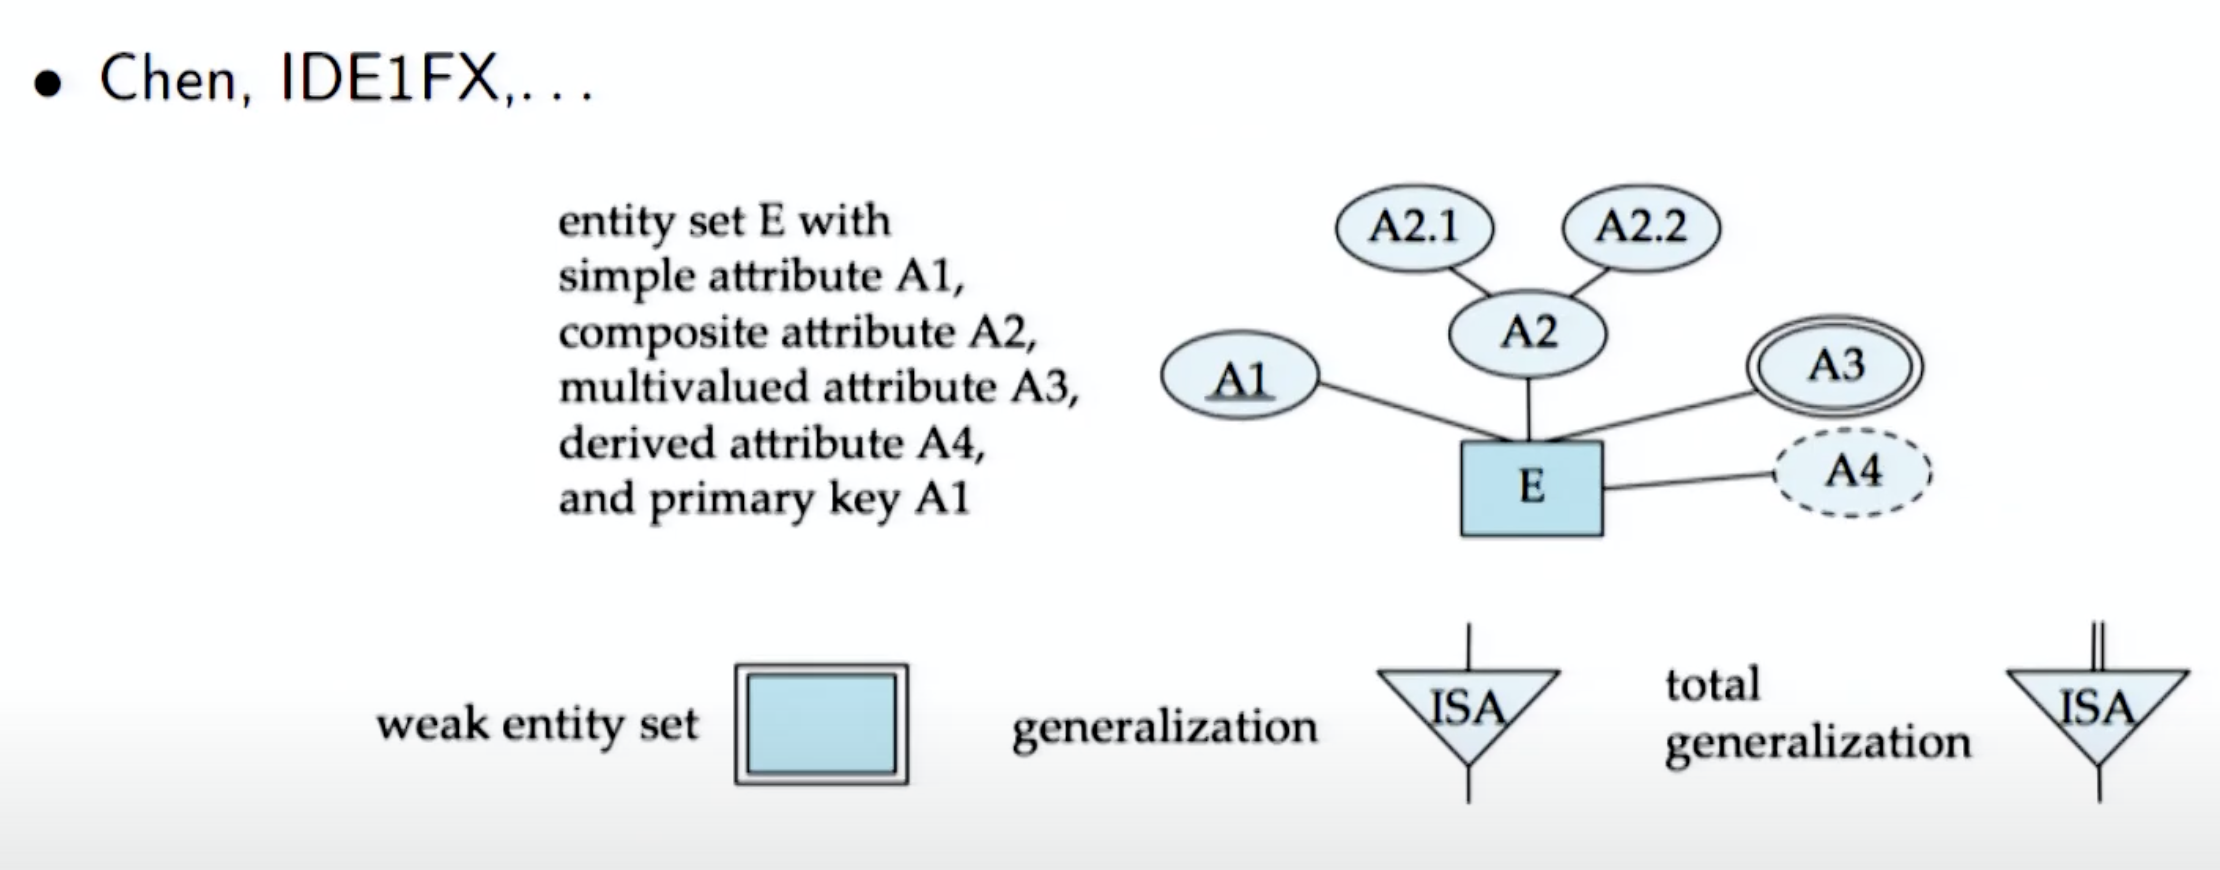 • Chen, IDE1FX,...
entity set E with
simple attribute A1,
composite attribute A2,
multivalued attribute A3,
derived attribute A4,
and primary key A1
A2.1
A2.2
A2
A1
A3
E
A4
weak entity set
generalization
ISA
total
generalization
ISA